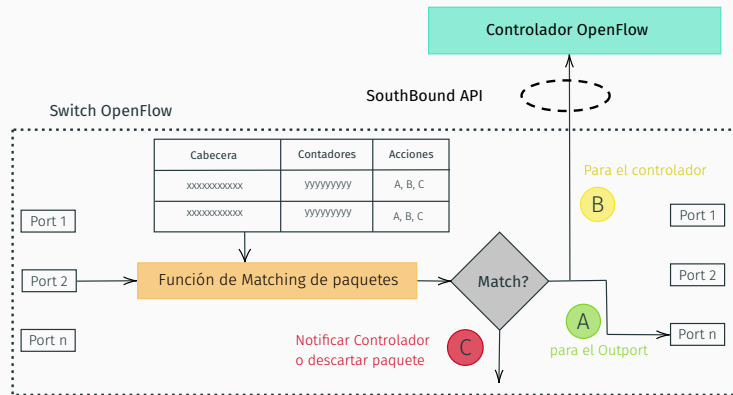 Controlador OpenFlow
SouthBound API
Switch OpenFlow
Cabecera Contadores Acciones
xxxxxxxxxxx yyyyyyyyy A, B, C
xxxxxxxxxxx yyyyyyyyy A, B, C
Para el controlador
B
Port 1
Port 1
Port 2
Función de Matching de paquetes
Match?
Port 2
Notificar Controlador
o descartar paquete
C
A
para el Outport
Port n
Port n